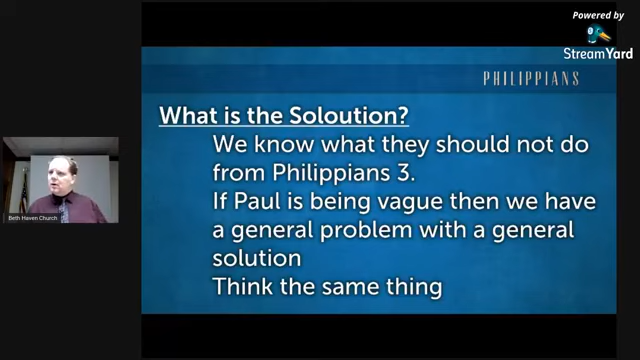 Powered by
StreamYard
PHILIPPIANS
What is the Soloution?
We know what they should not do
from Philippians 3.
If Paul is being vague then we have
a general problem with a general
solution
Think the same thing
Beth Haven Church